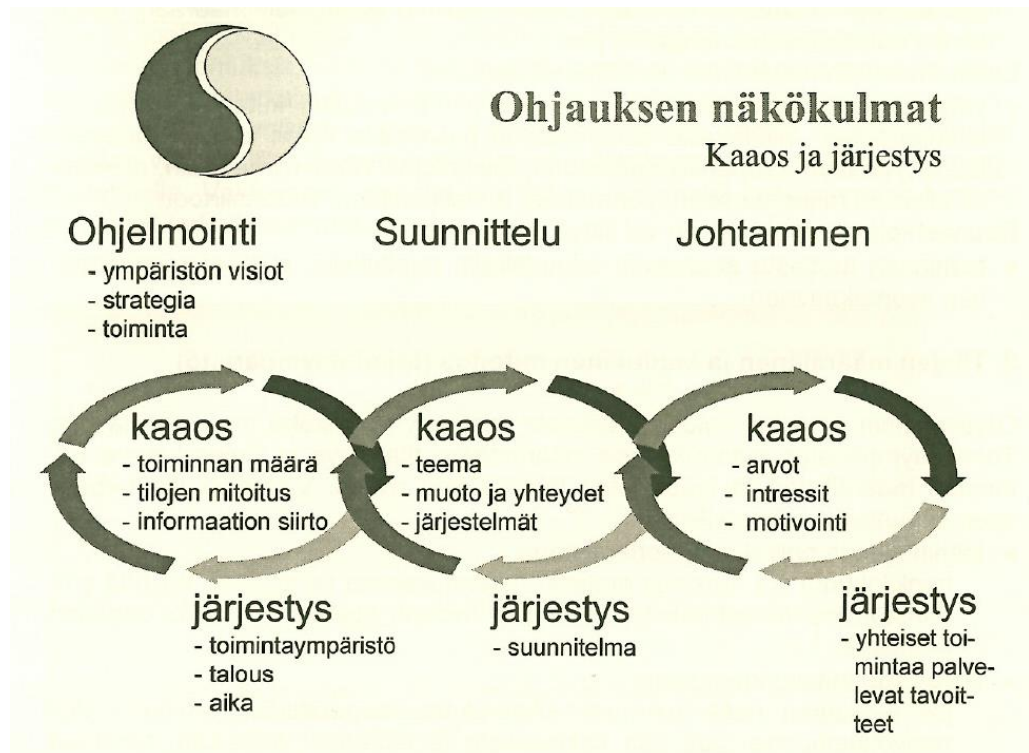 Ohjauksen näkökulmat
Kaaos ja järjestys
Ohjelmointi
- ympäristön visiot
- strategia
- toiminta
Suunnittelu
Johtaminen
kaaos
- toiminnan määrä
- tilojen mitoitus
- informaation siirto
kaaos
- teema
- muoto ja yhteydet
- järjestelmät
kaaos
- arvot
- intressit
- motivointi
järjestys
- toimintaympäristö
- talous
- aika
järjestys
- suunnitelma
järjestys
- yhteiset toi-
mintaa palve-
levat tavoit-
teet